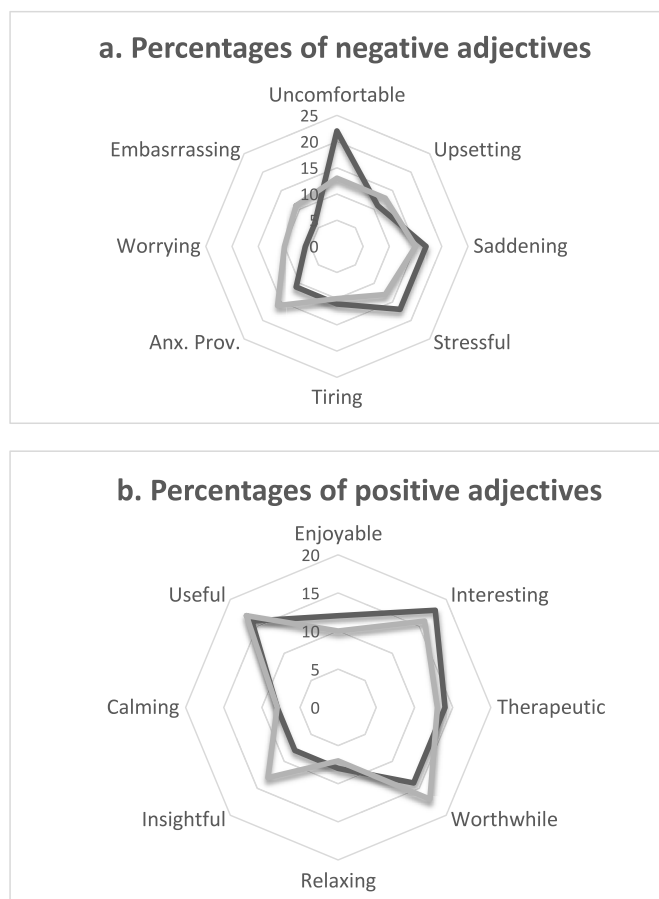 a. Percentages of negative adjectives
Uncomfortable
25
20
15
10
5
0
Embasrrassing
Upsetting
Worrying
Saddening
Anx. Prov.
Stressful
Tiring
b. Percentages of positive adjectives
Enjoyable
20
15
10
5
0
Useful
Interesting
Calming
Therapeutic
Insightful
Worthwhile
Relaxing